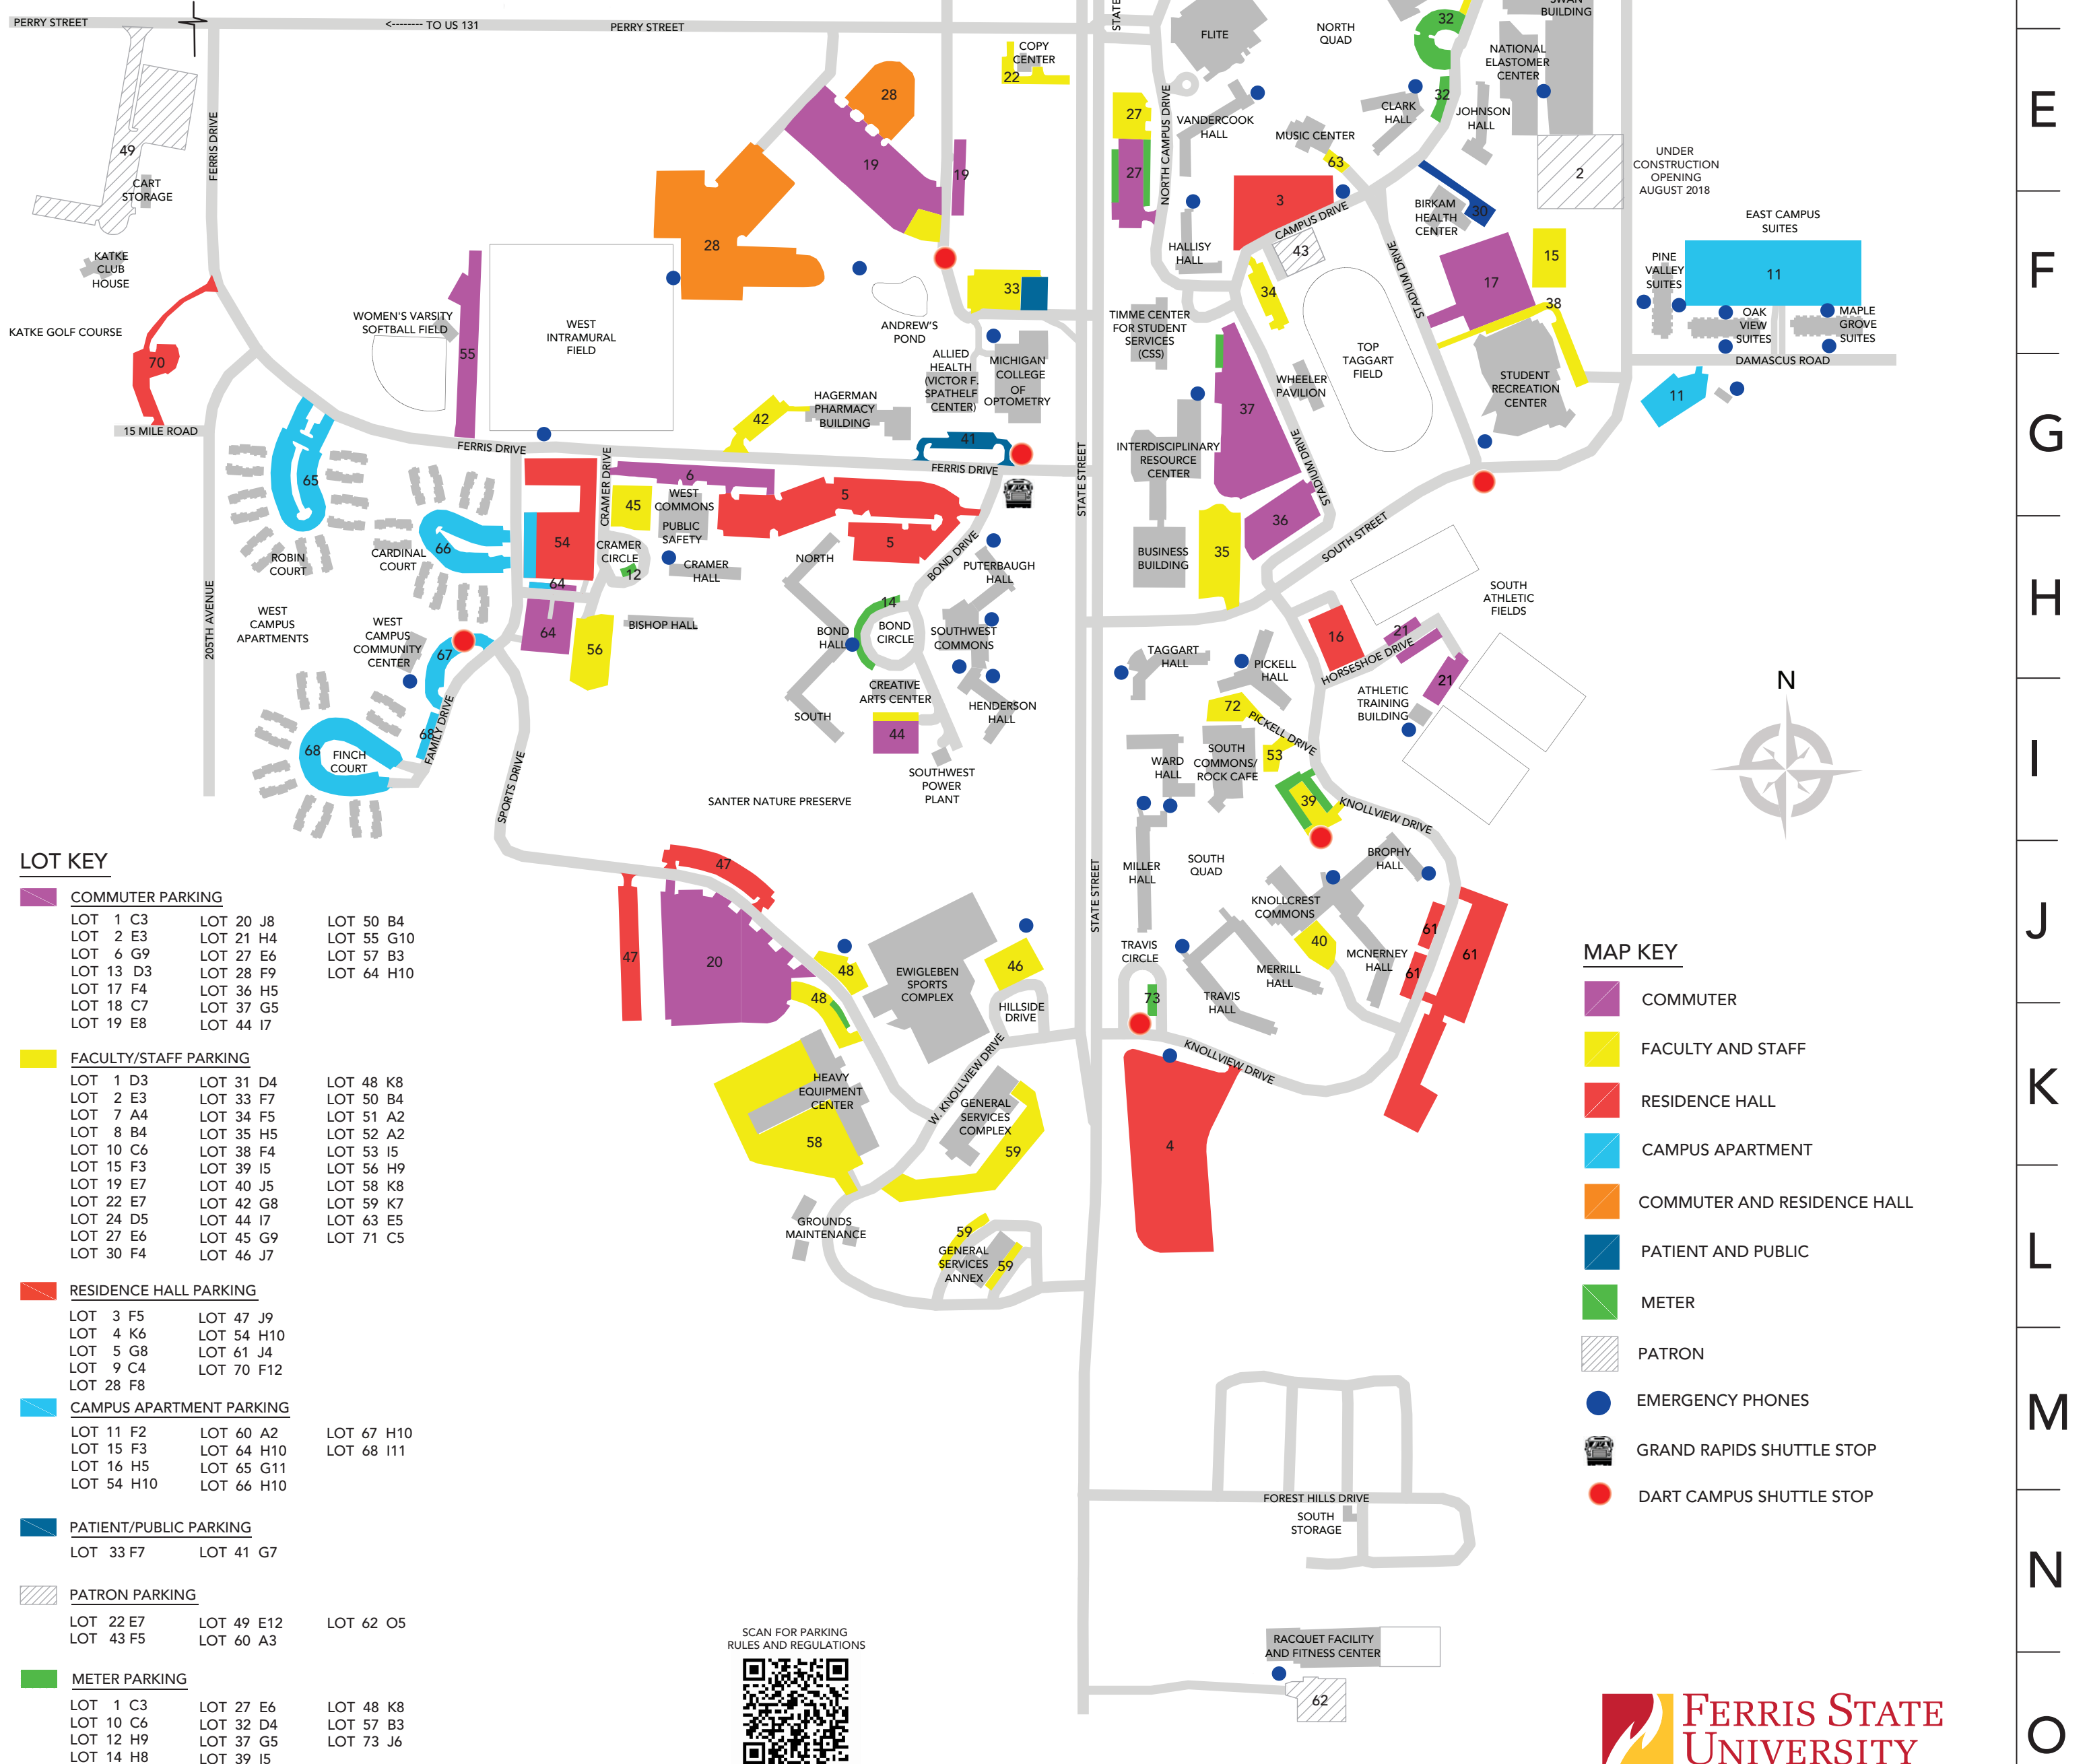 PERRY STREET
<-------- TO US 131
PERRY STREET
STATE
COPY
CENTER
22
FLITE
NORTH
QUAD
32
SWAN
BUILDING
NATIONAL
ELASTOMER
CENTER
E
28
27
NORTH CAMPUS DRIVE
VANDERCOOK
HALL
CLARK
HALL
32
JOHNSON
HALL
MUSIC CENTER
63
49
FERRIS DRIVE
CART
STORAGE
19
19
27
3
2
UNDER
CONSTRUCTION
OPENING
AUGUST 2018
BIRKAM
HEALTH
CENTER
30
CAMPUS DRIVE
EAST CAMPUS
SUITES
KATKE
CLUB
HOUSE
28
HALLISY
HALL
43
STADIUM DRIVE
17
15
PINE
VALLEY
SUITES
11
F
33
34
38
OAK
VIEW
SUITES
MAPLE
GROVE
SUITES
KATKE GOLF COURSE
WOMEN'S VARSITY
SOFTBALL FIELD
WEST
INTRAMURAL
FIELD
ANDREW'S
POND
TIMME CENTER
FOR STUDENT
SERVICES
(CSS)
TOP
TAGGART
FIELD
70
55
ALLIED
HEALTH
(VICTOR F.
SPATHELF
CENTER)
MICHIGAN
COLLEGE
OF
OPTOMETRY
DAMASCUS ROAD
WHEELER
PAVILION
STUDENT
RECREATION
CENTER
11
42
HAGERMAN
PHARMACY
BUILDING
37
15 MILE ROAD
41
G
FERRIS DRIVE
FERRIS DRIVE
INTERDISCIPLINARY
RESOURCE
CENTER
STADIUM DRIVE
65
CRAMER DRIVE
6
WEST
COMMONS
5
STATE STREET
45
PUBLIC
SAFETY
36
SOUTH STREET
66
CARDINAL
COURT
54
CRAMER
CIRCLE
5
BUSINESS
BUILDING
35
ROBIN
COURT
NORTH
BOND DRIVE
PUTERBAUGH
HALL
CRAMER
HALL
12
64
205TH AVENUE
SOUTH
ATHLETIC
FIELDS
H
WEST
CAMPUS
APARTMENTS
WEST
CAMPUS
COMMUNITY
CENTER
64
56
BISHOP HALL
14
BOND
CIRCLE
BOND
HALL
SOUTHWEST
COMMONS
16
21
HORSESHOE DRIVE
67
TAGGART
HALL
PICKELL
HALL
21
CREATIVE
ARTS CENTER
ATHLETIC
TRAINING
BUILDING
N
SOUTH
HENDERSON
HALL
72
PICKELL DRIVE
68
FINCH
COURT
68
FAMILY DRIVE
44
WARD
HALL
SOUTH
COMMONS/
ROCK CAFE
53
I
SPORTS DRIVE
SOUTHWEST
POWER
PLANT
SANTER NATURE PRESERVE
39
KNOLLVIEW DRIVE
47
MILLER
HALL
SOUTH
QUAD
BROPHY
HALL
STATE STREET
KNOLLCREST
COMMONS
J
47
20
48
EWIGLEBEN
SPORTS
COMPLEX
46
TRAVIS
CIRCLE
40
MCNERNEY
HALL
61
61
61
48
HILLSIDE
DRIVE
73
TRAVIS
HALL
MERRILL
HALL
KNOLLVIEW DRIVE
HEAVY
EQUIPMENT
CENTER
W. KNOLLVIEW DRIVE
GENERAL
SERVICES
COMPLEX
K
58
59
4
GROUNDS
MAINTENANCE
59
GENERAL
SERVICES
ANNEX
59
L
M
FOREST HILLS DRIVE
SOUTH
STORAGE
N
RACQUET FACILITY
AND FITNESS CENTER
62
O
LOT KEY
COMMUTER PARKING
LOT 1 C3
LOT 2 E3
LOT 6 G9
LOT 13 D3
LOT 17 F4
LOT 18 C7
LOT 19 E8
LOT 20 J8
LOT 21 H4
LOT 27 E6
LOT 28 F9
LOT 36 H5
LOT 37 G5
LOT 44 I7
LOT 50 B4
LOT 55 G10
LOT 57 B3
LOT 64 H10
FACULTY/STAFF PARKING
LOT 1 D3
LOT 2 E3
LOT 7 A4
LOT 8 B4
LOT 10 C6
LOT 15 F3
LOT 19 E7
LOT 22 E7
LOT 24 D5
LOT 27 E6
LOT 30 F4
LOT 31 D4
LOT 33 F7
LOT 34 F5
LOT 35 H5
LOT 38 F4
LOT 39 I5
LOT 40 J5
LOT 42 G8
LOT 44 I7
LOT 45 G9
LOT 46 J7
LOT 48 K8
LOT 50 B4
LOT 51 A2
LOT 52 A2
LOT 53 I5
LOT 56 H9
LOT 58 K8
LOT 59 K7
LOT 63 E5
LOT 71 C5
RESIDENCE HALL PARKING
LOT 3 F5
LOT 4 K6
LOT 5 G8
LOT 9 C4
LOT 28 F8
LOT 47 J9
LOT 54 H10
LOT 61 J4
LOT 70 F12
CAMPUS APARTMENT PARKING
LOT 11 F2
LOT 15 F3
LOT 16 H5
LOT 54 H10
LOT 60 A2
LOT 64 H10
LOT 65 G11
LOT 66 H10
LOT 67 H10
LOT 68 I11
PATIENT/PUBLIC PARKING
LOT 33 F7
LOT 41 G7
PATRON PARKING
LOT 22 E7
LOT 43 F5
LOT 49 E12
LOT 60 A3
LOT 62 O5
METER PARKING
LOT 1 C3
LOT 10 C6
LOT 12 H9
LOT 14 H8
LOT 27 E6
LOT 32 D4
LOT 37 G5
LOT 39 I5
LOT 48 K8
LOT 57 B3
LOT 73 J6
SCAN FOR PARKING
RULES AND REGULATIONS
MAP KEY
COMMUTER
FACULTY AND STAFF
RESIDENCE HALL
CAMPUS APARTMENT
COMMUTER AND RESIDENCE HALL
PATIENT AND PUBLIC
METER
PATRON
EMERGENCY PHONES
GRAND RAPIDS SHUTTLE STOP
DART CAMPUS SHUTTLE STOP
FERRIS STATE
UNIVERSITY